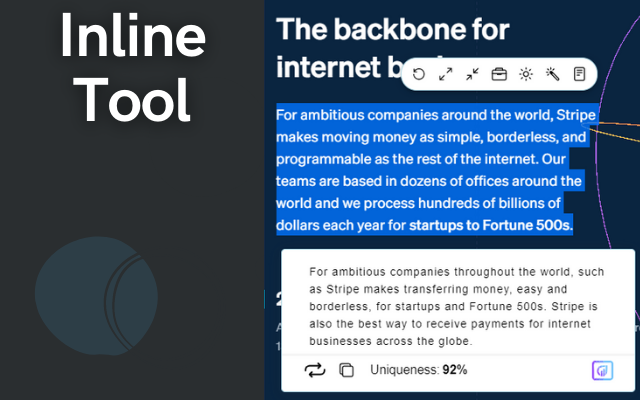 Inline
Tool
The backbone for
internet b
For ambitious companies around the world, Stripe
makes moving money as simple, borderless, and
programmable as the rest of the internet. Our
teams are based in dozens of offices around the
world and we process hundreds of billions of
dollars each year for startups to Fortune 500s.
For ambitious companies throughout the world, such
as Stripe makes transferring money, easy and
borderless, for startups and Fortune 500s. Stripe is
also the best way to receive payments for internet
businesses across the globe.
Uniqueness: 92%